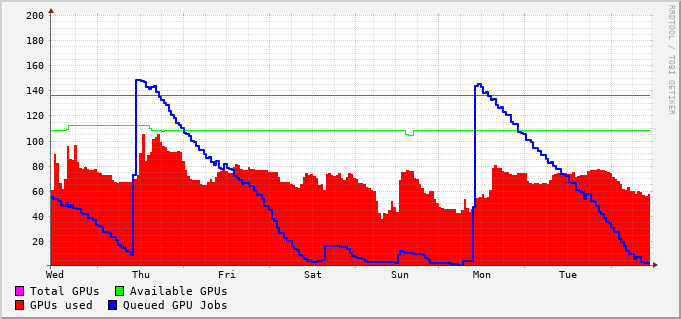 200
180
160
140
120
100
80
60
40
20
Wed Thu Fri Sat Sun Mon Tue
Total GPUs Available GPUs
GPUs used Queued GPU Jobs
RRDTOOL / TOBI OETIKER